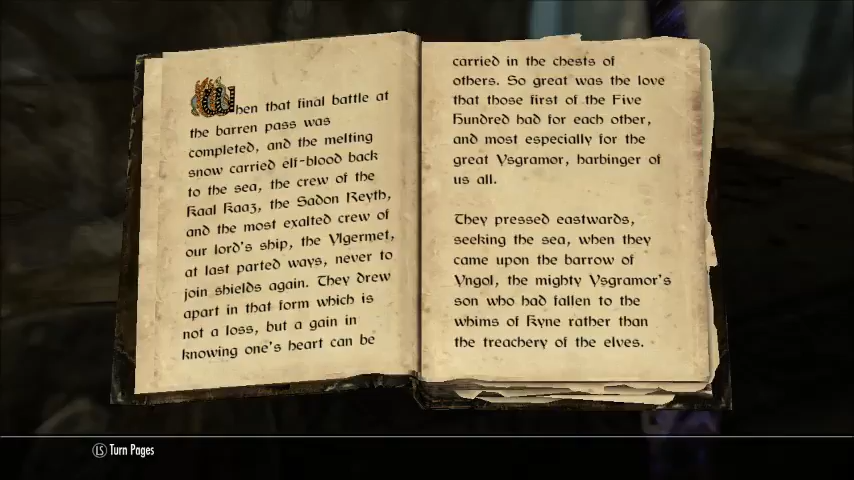 When that final battle at
the barren pass was
completed, and the melting
snow carried elf-blood back
to the sea, the crew of the
Kaal Kaaz, the Sadon Reyth,
and the most exalted crew of
our lord's ship, the Ylgermet,
at last parted ways, never to
join shields again. They drew
apart in that form which is
not a loss, but a gain in
knowing one's heart can be
carried in the chests of
others. So great was the love
that those first of the Five
Hundred had for each other,
and most especially for the
great Ysgramor, harbinger of
us all.
They pressed eastwards,
seeking the sea, when they
came upon the barrow of
Yngol, the mighty Ysgramor's
son who had fallen to the
whims of Kyne rather than
the treachery of the elves.
LS Turn Pages